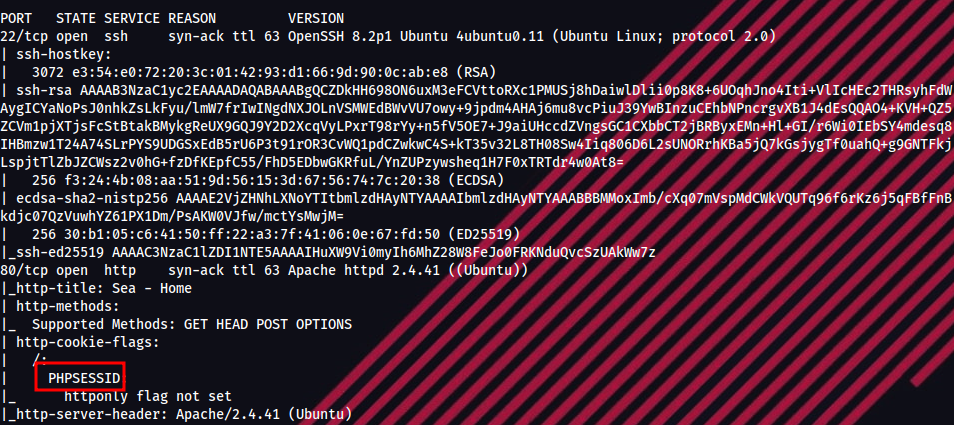 PORT   STATE SERVICE REASON         VERSION
22/tcp open  ssh     syn-ack ttl 63 OpenSSH 8.2p1 Ubuntu 4ubuntu0.11 (Ubuntu Linux; protocol 2.0)
| ssh-hostkey:
|   3072 e3:54:e0:72:20:3c:01:42:93:d1:66:9d:90:0c:ab:e8 (RSA)
| ssh-rsa AAAAB3NzaC1yc2EAAAADAQABAAABgQCZDkHH698ON6uxM3eFCVttoRXc1PMUSj8hDaiwlDlii0p8K8+6UOqhJno4Iti+VlIcHEc2THRsyhFdW
AygICYaNoPsJ0nhkZsLkFyu/lmW7frIwINgdNXJOLnVSMWEdBWvVU7owy+9jpdm4AHAj6mu8vcPiuJ39YwBInzuCEhbNPncrgvXB1J4dEsQQAO4+KVH+QZ5
ZCVm1pjXTjsFcStBtakBMykgReUX9GQJ9Y2D2XcqVyLPxrT98rYy+n5fV5OE7+J9aiUHccdZVngsGC1CXbbCT2jBRByxEMn+Hl+GI/r6Wi0IEbSY4mdesq8
IHBmzw1T24A74SLrPYS9UDGSxEdB5rU6P3t91rOR3CvWQ1pdCZwkwC4S+kT35v32L8TH08Sw4Iiq806D6L2sUNORrhKBa5jQ7kGsjygTf0uahQ+g9GNTFkj
LspjtTlZbJZCWsz2v0hG+fzDfKEpfC55/FhD5EDbwGKRfuL/YnZUPzywsheq1H7F0xTRTdr4w0At8=
|   256 f3:24:4b:08:aa:51:9d:56:15:3d:67:56:74:7c:20:38 (ECDSA)
| ecdsa-sha2-nistp256 AAAAE2VjZHNhLXNoYTItbmlzdHAyNTYAAAAIbmlzdHAyNTYAAABBBMMoxImb/cXq07mVspMdCWkVQUTq96f6rKz6j5qFBfFnB
kdjc07QzVuwhYZ61PX1Dm/PsAKW0VJfw/mctYsMwjM=
|   256 30:b1:05:c6:41:50:ff:22:a3:7f:41:06:0e:67:fd:50 (ED25519)
|_ssh-ed25519 AAAAC3NzaC1lZDI1NTE5AAAAIHuXW9Vi0myIh6MhZ28W8FeJo0FRKNduQvcSzUAkWw7z
80/tcp open  http    syn-ack ttl 63 Apache httpd 2.4.41 ((Ubuntu))
|_http-title: Sea - Home
| http-methods:
|_  Supported Methods: GET HEAD POST OPTIONS
| http-cookie-flags:
|   /:
|     PHPSESSID
|_      httponly flag not set
|_http-server-header: Apache/2.4.41 (Ubuntu)